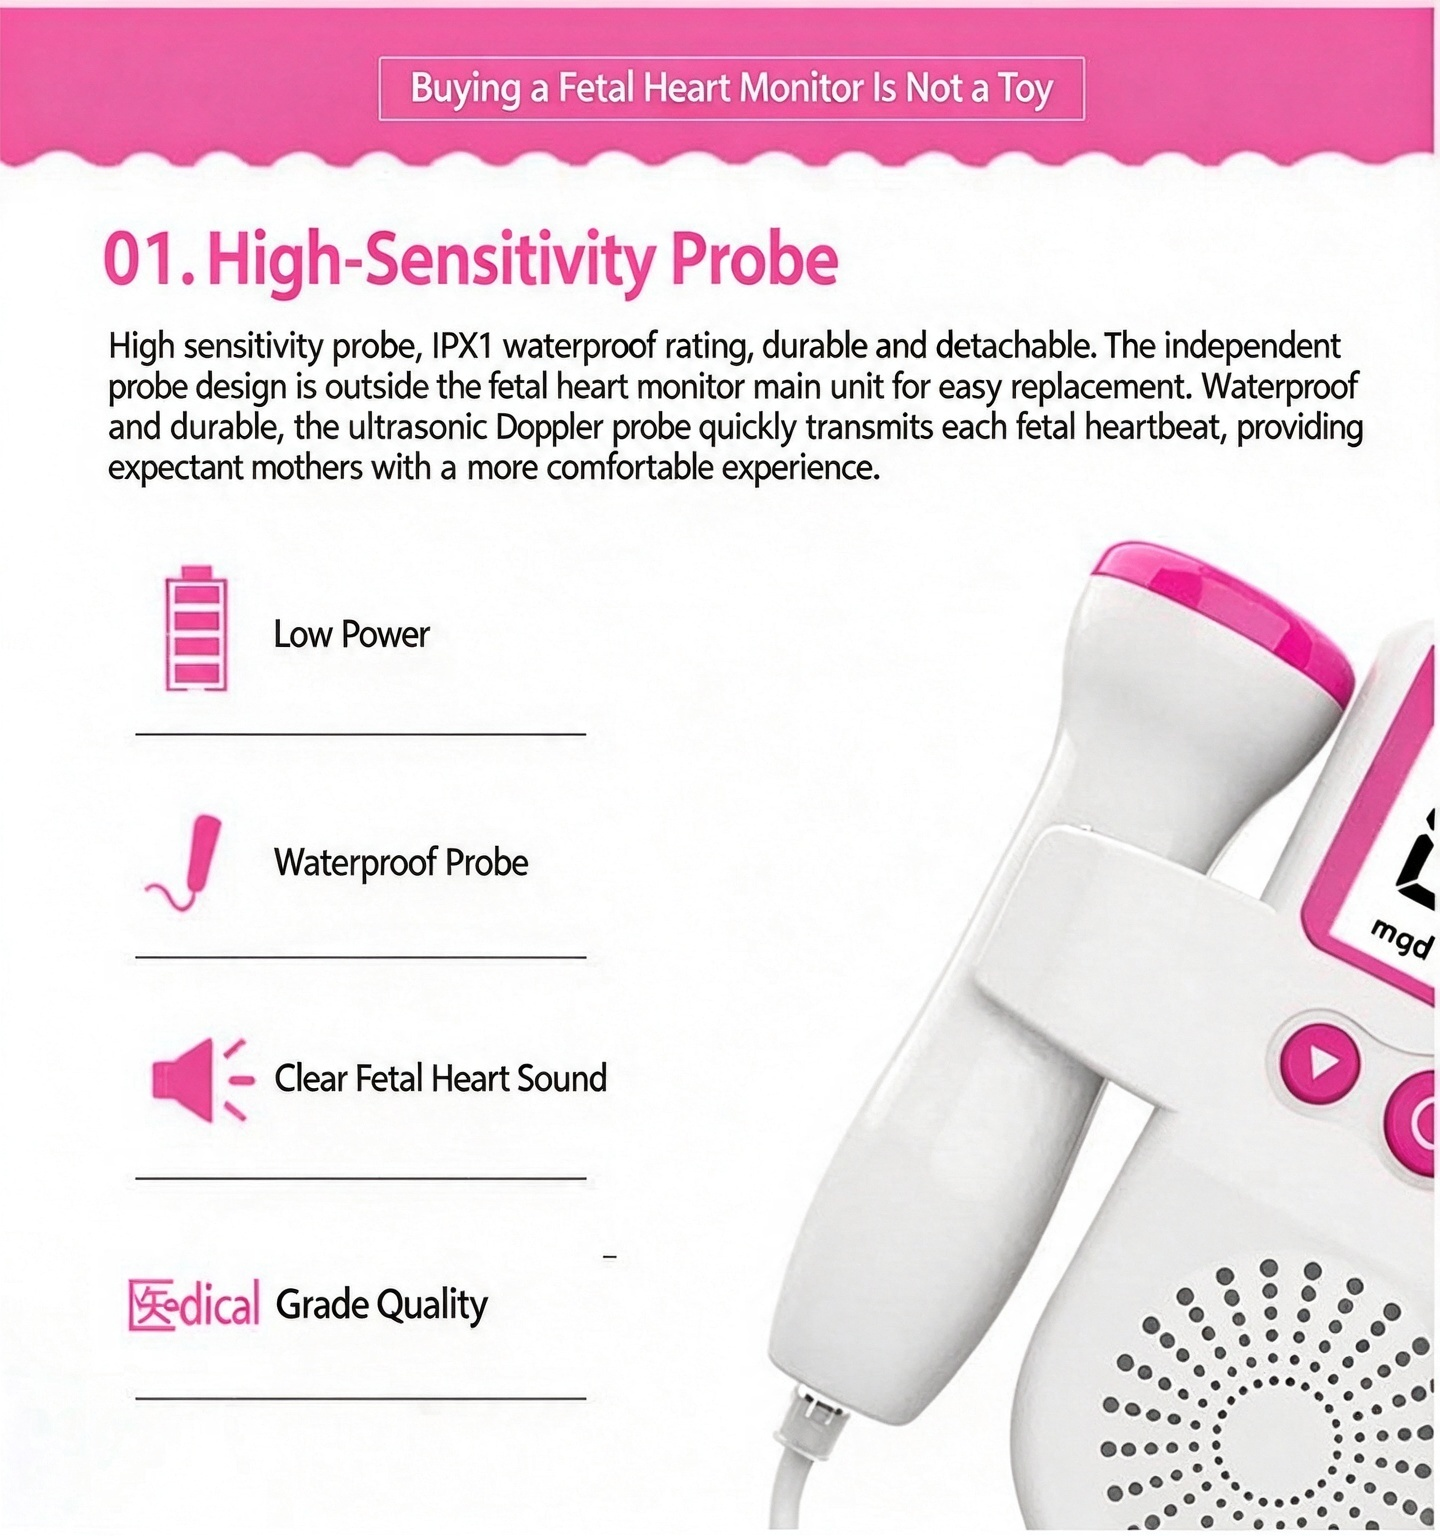 Buying a Fetal Heart Monitor Is Not a Toy
01. High-Sensitivity Probe
High sensitivity probe, IPX1 waterproof rating, durable and detachable. The independent
probe design is outside the fetal heart monitor main unit for easy replacement. Waterproof
and durable, the ultrasonic Doppler probe quickly transmits each fetal heartbeat, providing
expectant mothers with a more comfortable experience.
Low Power
Waterproof Probe
mgd
Clear Fetal Heart Sound
医edical Grade Quality